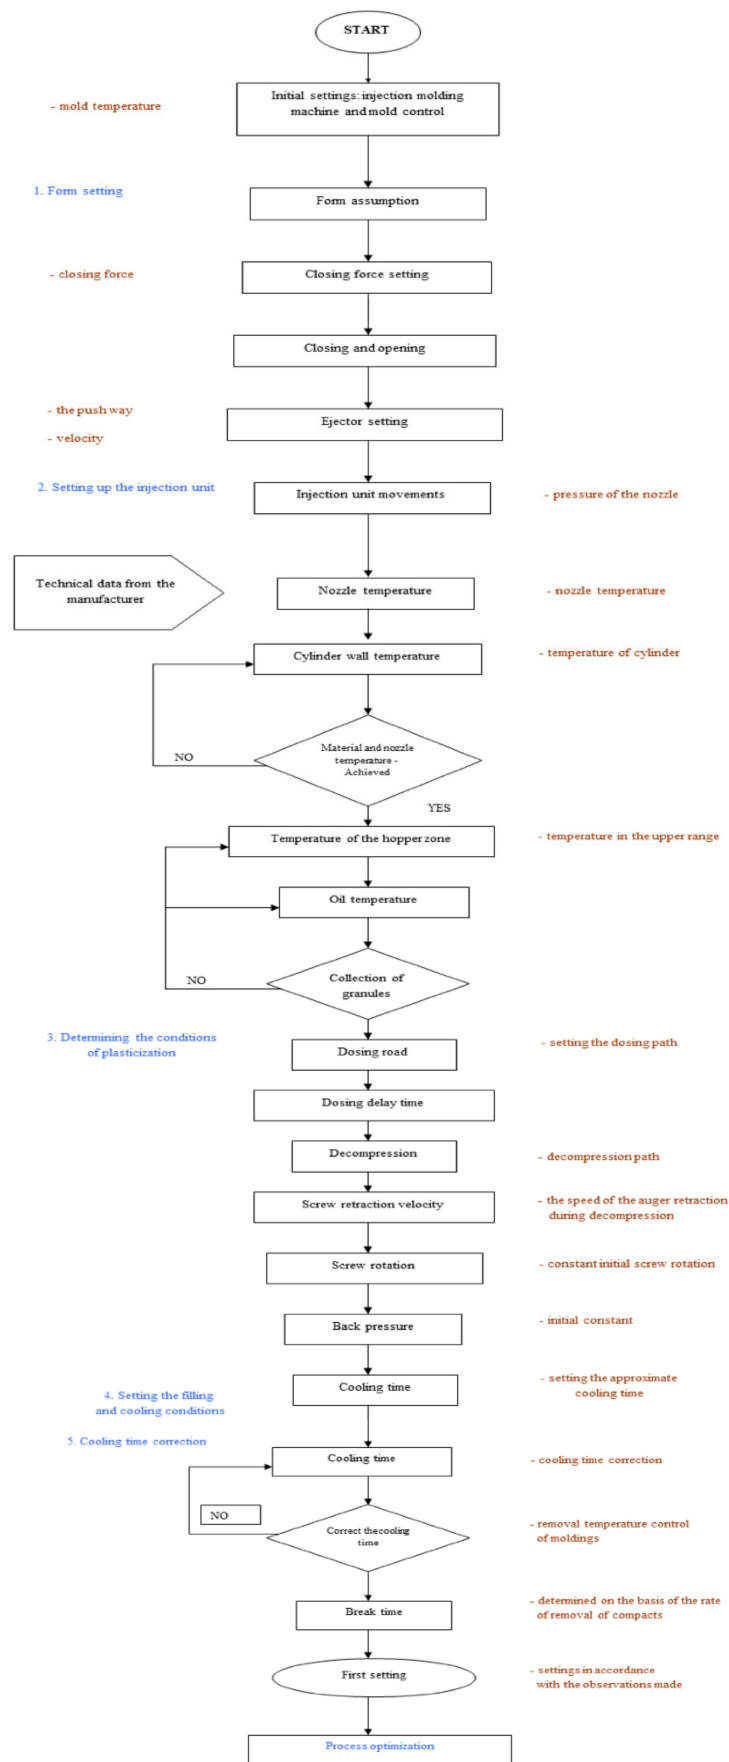 START
Initial settings: injection molding
machine and mold control
- mold temperature
1. Form setting
Form assumption
- closing force
Closing force setting
Closing and opening
- the push way
- velocity
Ejector setting
2. Setting up the injection unit
Injection unit movements
- pressure of the nozzle
Technical data from the
manufacturer
Nozzle temperature
- nozzle temperature
Cylinder wall temperature
- temperature of cylinder
Material and nozzle
temperature -
Achieved
NO
YES
Temperature of the hopper zone
- temperature in the upper range
Oil temperature
Collection of
granules
NO
3. Determining the conditions
of plasticization
Dosing road
- setting the dosing path
Dosing delay time
Decompression
- decompression path
Screw retraction velocity
- the speed of the auger retraction
during decompression
Screw rotation
- constant initial screw rotation
Back pressure
- initial constant
Cooling time
- setting the approximate
cooling time
4. Setting the filling
and cooling conditions
5. Cooling time correction
Cooling time
- cooling time correction
NO
Correct the cooling
time
- removal temperature control
of moldings
Break time
- determined on the basis of the rate
of removal of compacts
First setting
- settings in accordance
with the observations made
Process optimization